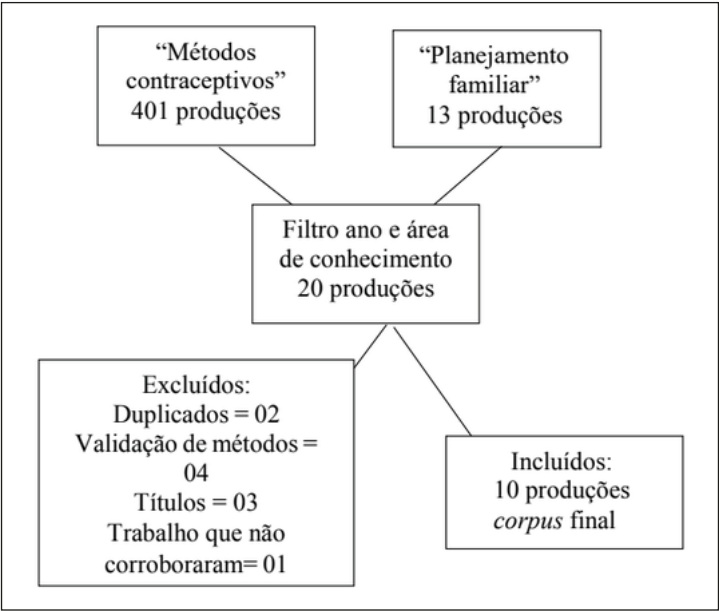 “Métodos
contraceptivos”
401 produções
“Planejamento
familiar”
13 produções
Filtro ano e área
de conhecimento
20 produções
Excluídos:
Duplicados = 02
Validação de métodos =
04
Títulos = 03
Trabalho que não
corroboraram= 01
Incluídos:
10 produções
corpus final